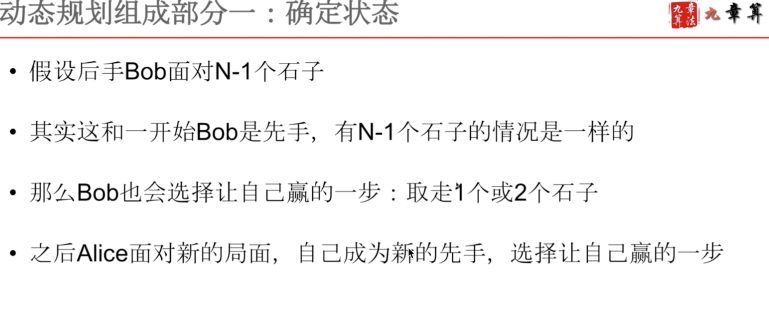 动态规划组成部分一：确定状态
九章算法
九章算
• 假设后手Bob面对N-1个石子
• 其实这和一开始Bob是先手，有N-1个石子的情况是一样的
• 那么Bob也会选择让自己赢的一步：取走1个或2个石子
• 之后Alice面对新的局面，自己成为新的先手，选择让自己赢的一步